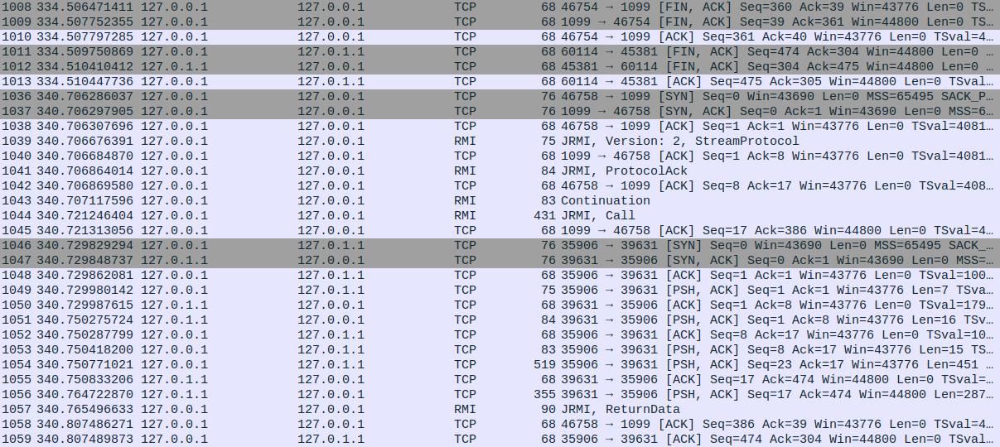 1008 334.506471411 127.0.0.1 127.0.0.1 TCP 68 46754 → 1099 [FIN, ACK] Seq=360 Ack=39 Win=43776 Len=0 TS…
1009 334.507752355 127.0.0.1 127.0.0.1 TCP 68 1099 → 46754 [FIN, ACK] Seq=39 Ack=361 Win=44800 Len=0 TS…
1010 334.507797285 127.0.0.1 127.0.0.1 TCP 68 46754 → 1099 [ACK] Seq=361 Ack=40 Win=43776 Len=0 TSval=4…
1011 334.509750869 127.0.0.1 127.0.1.1 TCP 68 60114 → 45381 [FIN, ACK] Seq=474 Ack=304 Win=44800 Len=0 …
1012 334.510410412 127.0.1.1 127.0.0.1 TCP 68 45381 → 60114 [FIN, ACK] Seq=304 Ack=475 Win=44800 Len=0 …
1013 334.510447736 127.0.0.1 127.0.1.1 TCP 68 60114 → 45381 [ACK] Seq=475 Ack=305 Win=44800 Len=0 TSval…
1036 340.706286037 127.0.0.1 127.0.0.1 TCP 76 46758 → 1099 [SYN] Seq=0 Win=43690 Len=0 MSS=65495 SACK_P…
1037 340.706297905 127.0.0.1 127.0.0.1 TCP 76 1099 → 46758 [SYN, ACK] Seq=0 Ack=1 Win=43690 Len=0 MSS=6…
1038 340.706307696 127.0.0.1 127.0.0.1 TCP 68 46758 → 1099 [ACK] Seq=1 Ack=1 Win=43776 Len=0 TSval=4081…
1039 340.706676391 127.0.0.1 127.0.0.1 RMI 75 JRMI, Version: 2, StreamProtocol
1040 340.706684870 127.0.0.1 127.0.0.1 TCP 68 1099 → 46758 [ACK] Seq=1 Ack=8 Win=43776 Len=0 TSval=4081…
1041 340.706864014 127.0.0.1 127.0.0.1 RMI 84 JRMI, ProtocolAck
1042 340.706869580 127.0.0.1 127.0.0.1 TCP 68 46758 → 1099 [ACK] Seq=8 Ack=17 Win=43776 Len=0 TSval=408…
1043 340.707117596 127.0.0.1 127.0.0.1 RMI 83 Continuation
1044 340.721246404 127.0.0.1 127.0.0.1 RMI 431 JRMI, Call
1045 340.721313056 127.0.0.1 127.0.0.1 TCP 68 1099 → 46758 [ACK] Seq=17 Ack=386 Win=44800 Len=0 TSval=4…
1046 340.729829294 127.0.0.1 127.0.1.1 TCP 76 35906 → 39631 [SYN] Seq=0 Win=43690 Len=0 MSS=65495 SACK_…
1047 340.729848737 127.0.1.1 127.0.0.1 TCP 76 39631 → 35906 [SYN, ACK] Seq=0 Ack=1 Win=43690 Len=0 MSS=…
1048 340.729862081 127.0.0.1 127.0.1.1 TCP 68 35906 → 39631 [ACK] Seq=1 Ack=1 Win=43776 Len=0 TSval=100…
1049 340.729980142 127.0.0.1 127.0.1.1 TCP 75 35906 → 39631 [PSH, ACK] Seq=1 Ack=1 Win=43776 Len=7 TSva…
1050 340.729987615 127.0.1.1 127.0.0.1 TCP 68 39631 → 35906 [ACK] Seq=1 Ack=8 Win=43776 Len=0 TSval=179…
1051 340.750275724 127.0.1.1 127.0.0.1 TCP 84 39631 → 35906 [PSH, ACK] Seq=1 Ack=8 Win=43776 Len=16 TSv…
1052 340.750287799 127.0.0.1 127.0.1.1 TCP 68 35906 → 39631 [ACK] Seq=8 Ack=17 Win=43776 Len=0 TSval=10…
1053 340.750418200 127.0.0.1 127.0.1.1 TCP 83 35906 → 39631 [PSH, ACK] Seq=8 Ack=17 Win=43776 Len=15 TS…
1054 340.750771021 127.0.0.1 127.0.1.1 TCP 519 35906 → 39631 [PSH, ACK] Seq=23 Ack=17 Win=43776 Len=451 …
1055 340.750833206 127.0.1.1 127.0.0.1 TCP 68 39631 → 35906 [ACK] Seq=17 Ack=474 Win=44800 Len=0 TSval=…
1056 340.764722870 127.0.1.1 127.0.0.1 TCP 355 39631 → 35906 [PSH, ACK] Seq=17 Ack=474 Win=44800 Len=287…
1057 340.765496633 127.0.0.1 127.0.0.1 RMI 90 JRMI, ReturnData
1058 340.807486271 127.0.0.1 127.0.0.1 TCP 68 46758 → 1099 [ACK] Seq=386 Ack=39 Win=43776 Len=0 TSval=4…
1059 340.807489873 127.0.0.1 127.0.1.1 TCP 68 35906 → 39631 [ACK] Seq=474 Ack=304 Win=44800 Len=0 TSval…